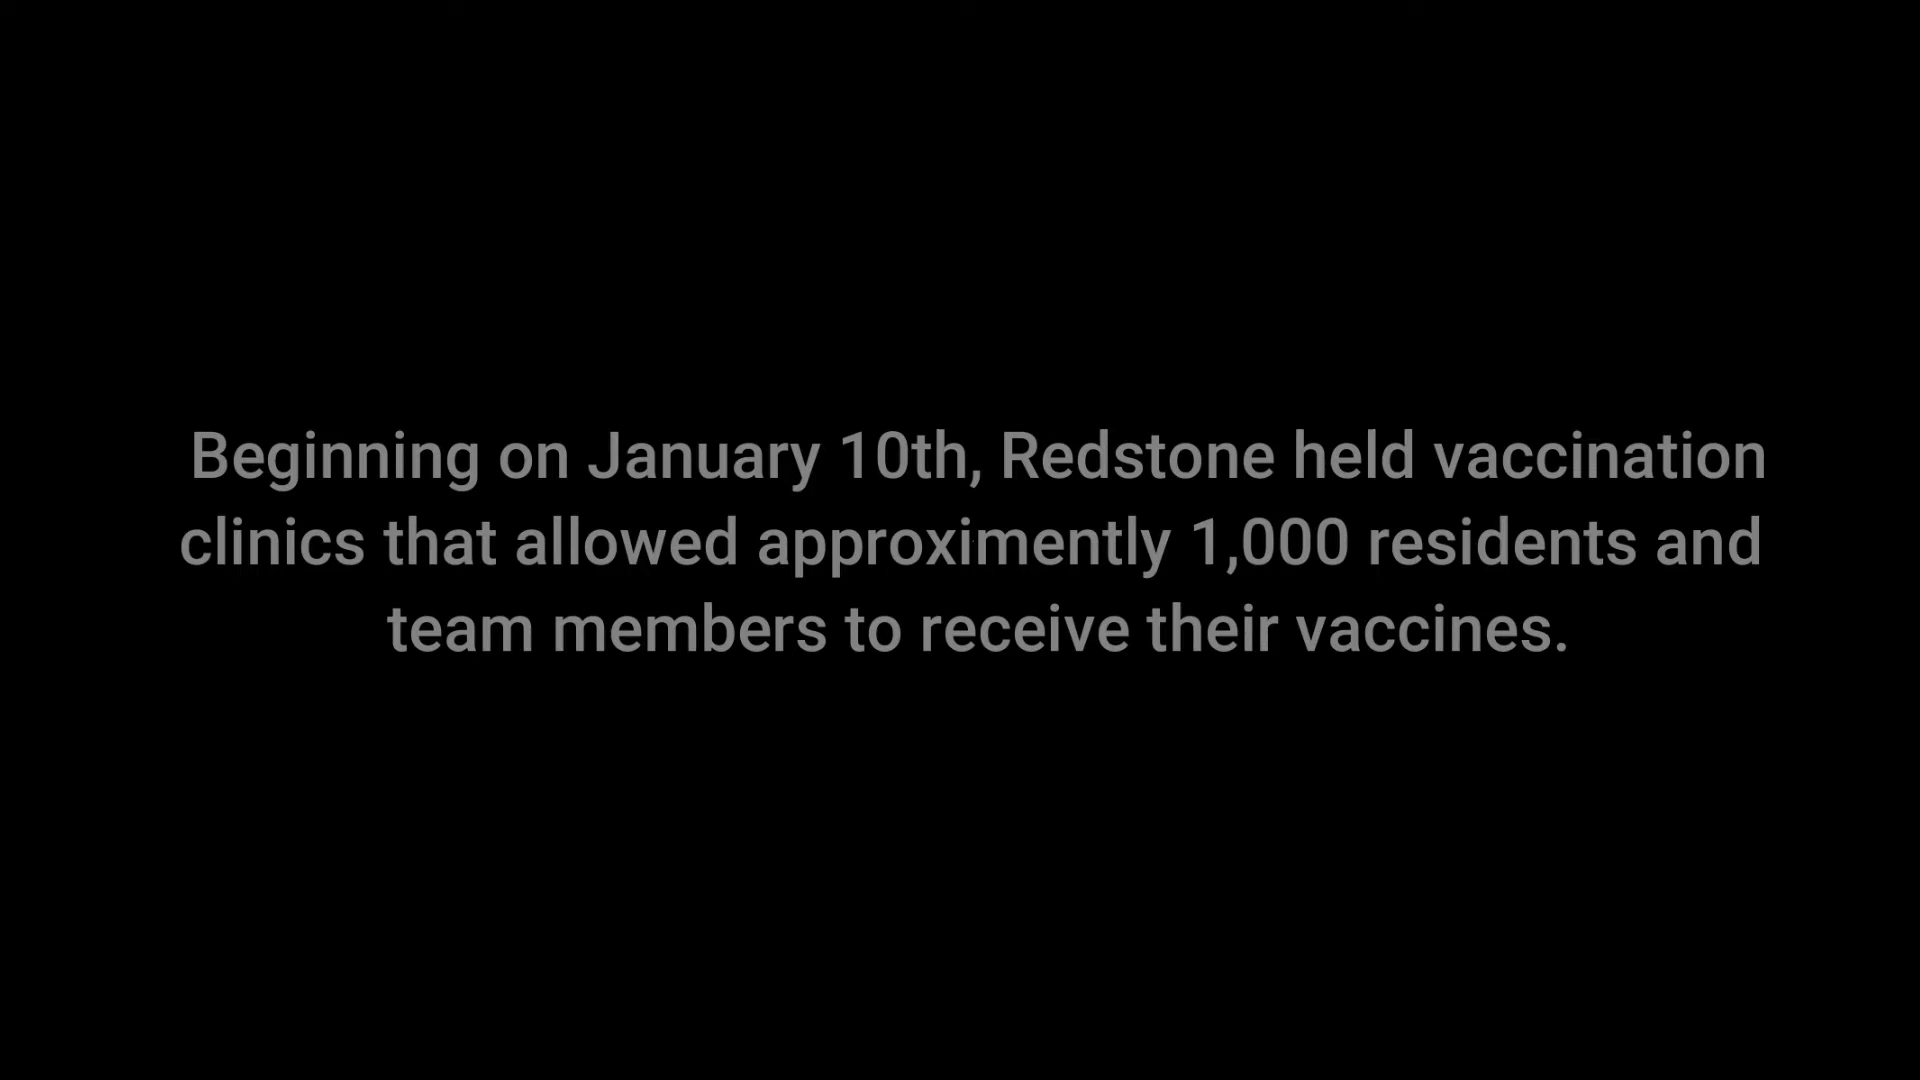 Beginning on January 10th, Redstone held vaccination
clinics that allowed approximently 1,000 residents and
team members to receive their vaccines.